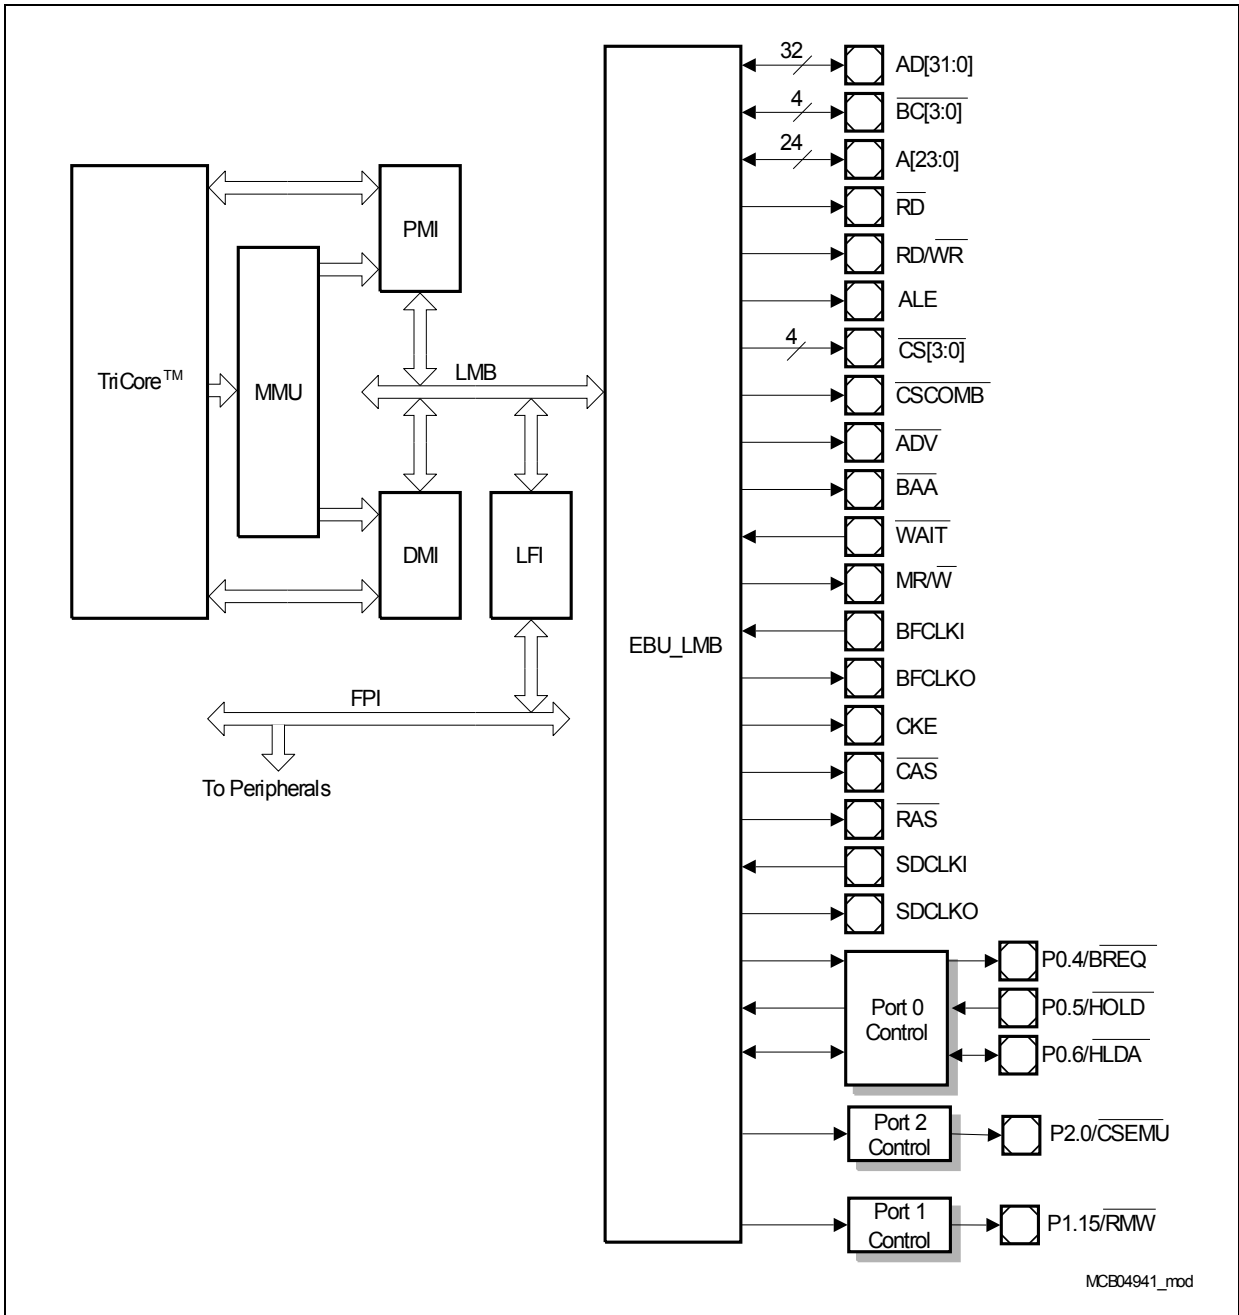 32
AD[31:0]
4
BC[3:0]
24
A[23:0]
RD
RD/WR
ALE
4
CS[3:0]
CSCOMB
ADV
BAA
WAIT
MR/W
BFCLKI
BFCLKO
CKE
CAS
RAS
SDCLKI
SDCLKO
TriCore™
MMU
PMI
LMB
DMI
LFI
EBU_LMB
FPI
To Peripherals
Port 0
Control
P0.4/BREQ
P0.5/HOLD
P0.6/HLDA
Port 2
Control
P2.0/CSEMU
Port 1
Control
P1.15/RMW
MCB04941_mod